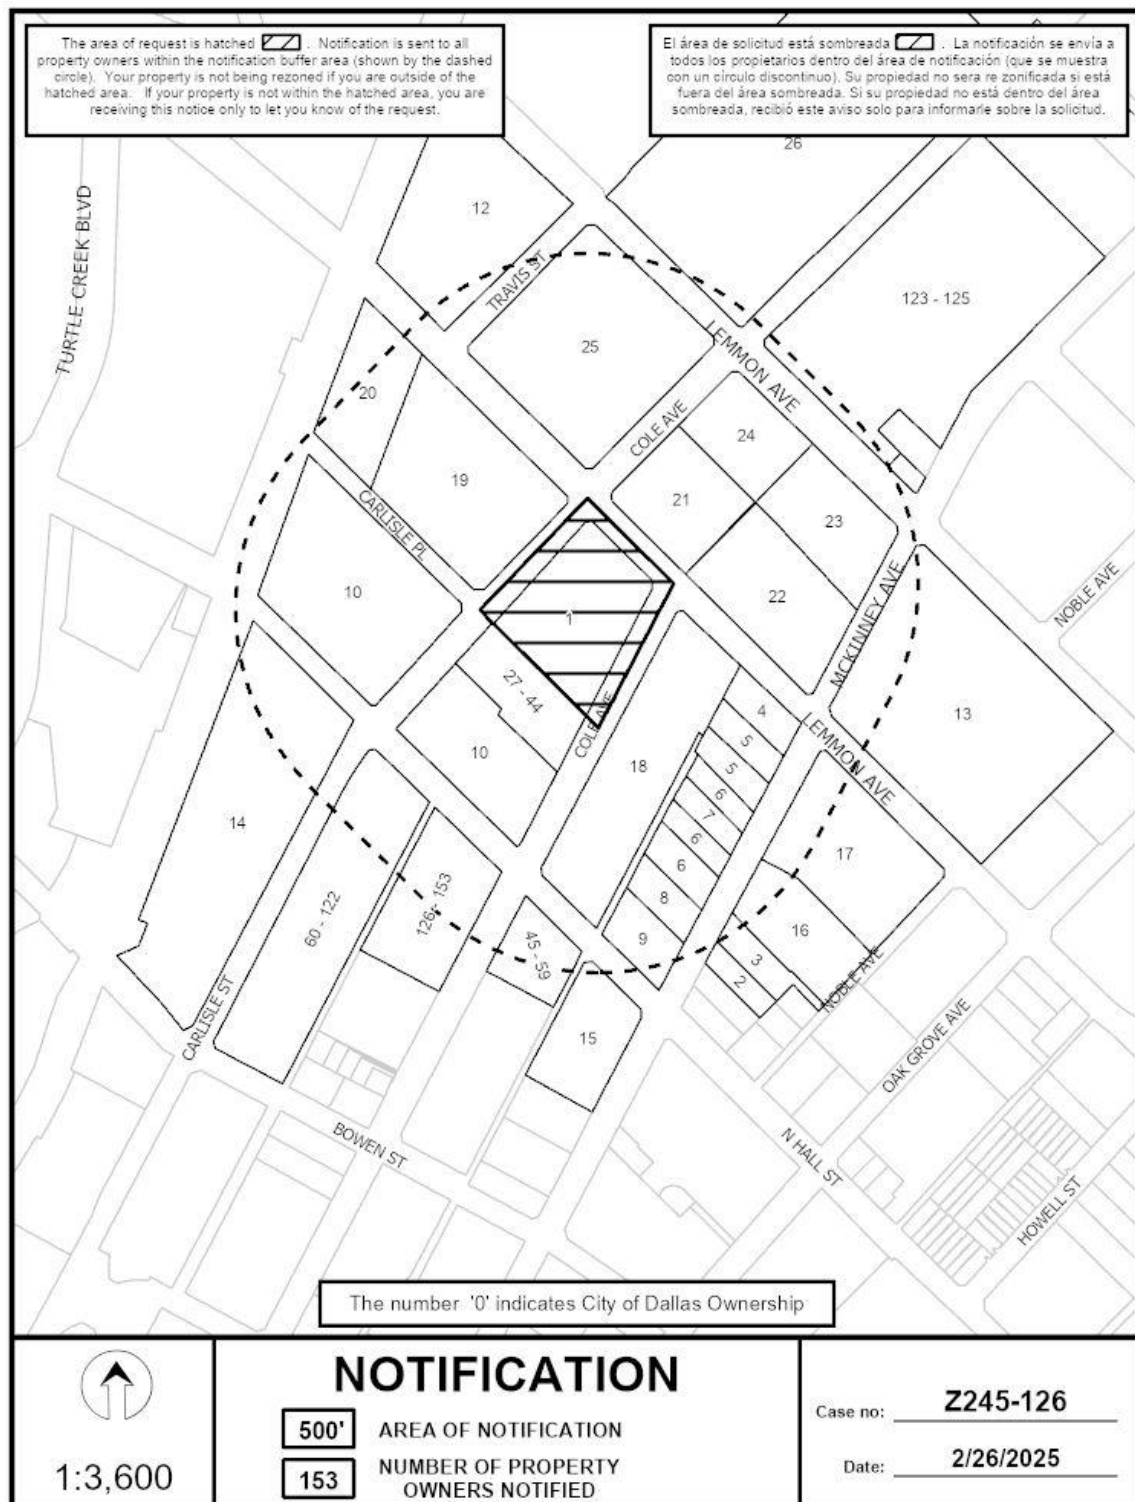 The area of request is hatched . Notification is sent to all
property owners within the notification buffer area (shown by the dashed
circle). Your property is not being rezoned if you are outside of the
hatched area. If your property is not within the hatched area, you are
receiving this notice only to let you know of the request.
El área de solicitud está sombreada . La notificación se envía a
todos los propietarios dentro del área de notificación (que se muestra
con un círculo discontinuo). Su propiedad no sera re zonificada si está
fuera del área sombreada. Si su propiedad no está dentro del área
sombreada, recibió este aviso solo para informarle sobre la solicitud.
26
12
TURTLE CREEK BLVD
TRAVIS ST
123 - 125
25
LEMMON AVE
20
COLE AVE
24
19
21
23
CARLISLE PL
10
22
1
MCKINNEY AVE
NOBLE AVE
27 - 44
4
13
COLE AVE
5
LEMMON AVE
10
18
5
6
7
14
6
17
6
60 - 122
126 - 153
8
9
16
45 - 59
3
2
NOBLE AVE
CARLISLE ST
15
OAK GROVE AVE
BOWEN ST
N HALL ST
HOWELL ST
The number '0' indicates City of Dallas Ownership
1:3,600
NOTIFICATION
500' AREA OF NOTIFICATION
153 NUMBER OF PROPERTY
OWNERS NOTIFIED
Case no: Z245-126
Date: 2/26/2025